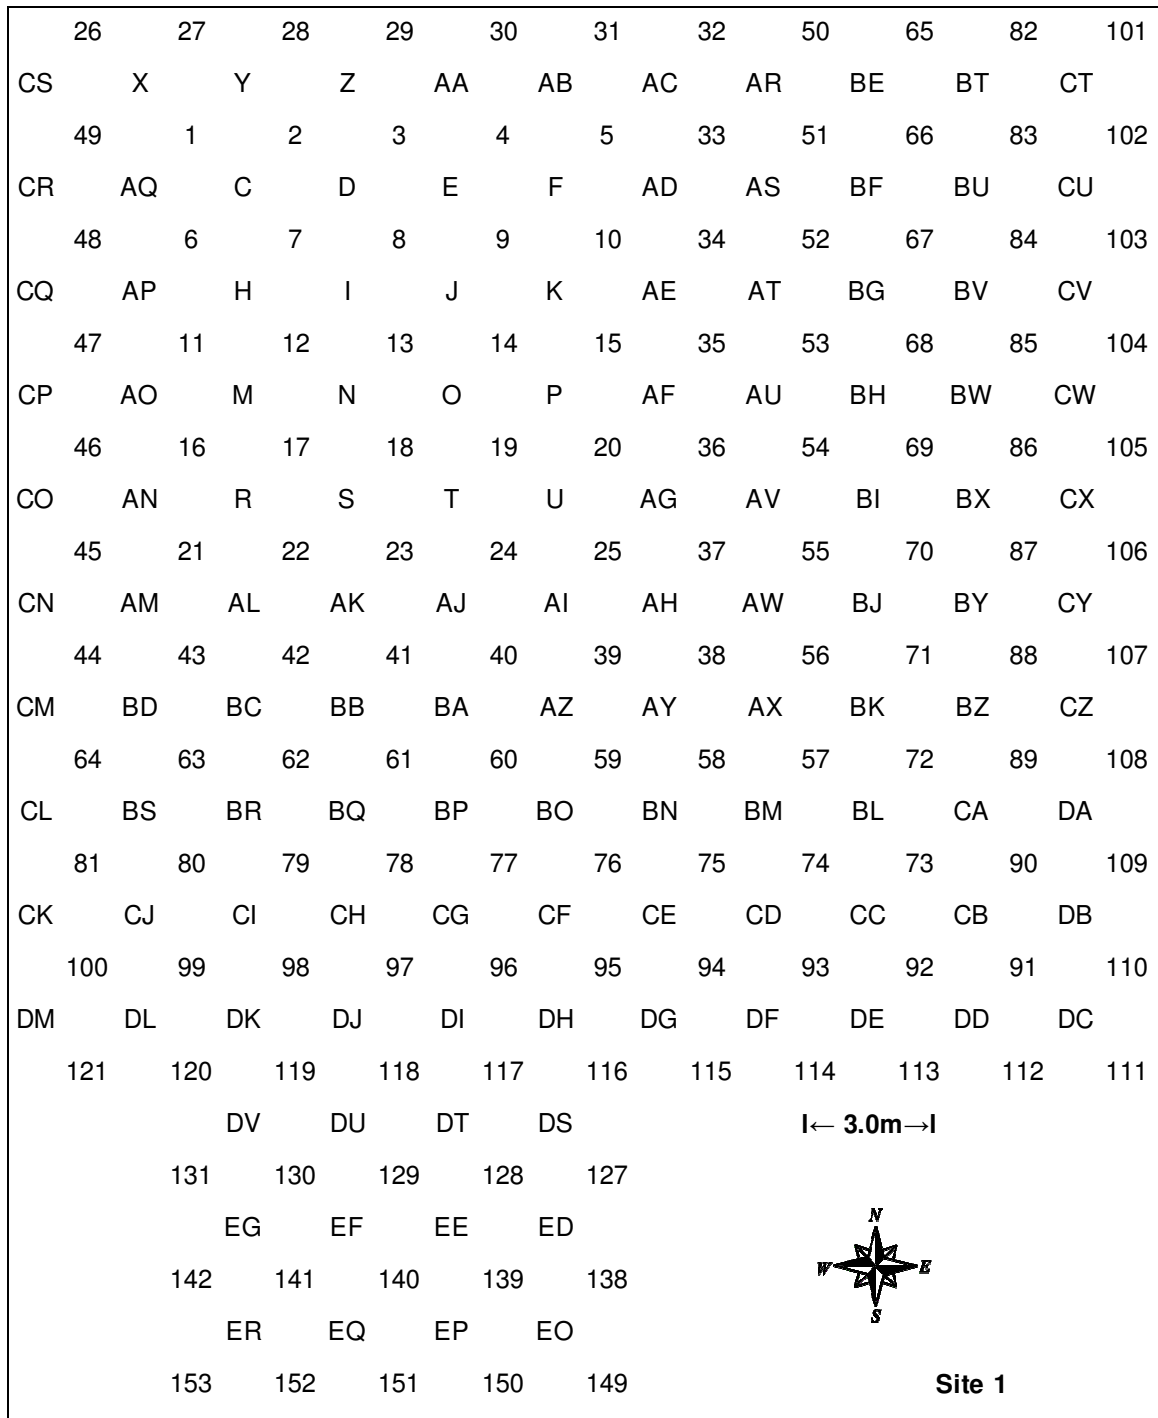 26 27 28 29 30 31 32 50 65 82 101
CS X Y Z AA AB AC AR BE BT CT
49 1 2 3 4 5 33 51 66 83 102
CR AQ C D E F AD AS BF BU CU
48 6 7 8 9 10 34 52 67 84 103
CQ AP H I J K AE AT BG BV CV
47 11 12 13 14 15 35 53 68 85 104
CP AO M N O P AF AU BH BW CW
46 16 17 18 19 20 36 54 69 86 105
CO AN R S T U AG AV BI BX CX
45 21 22 23 24 25 37 55 70 87 106
CN AM AL AK AJ AI AH AW BJ BY CY
44 43 42 41 40 39 38 56 71 88 107
CM BD BC BB BA AZ AY AX BK BZ CZ
64 63 62 61 60 59 58 57 72 89 108
CL BS BR BQ BP BO BN BM BL CA DA
81 80 79 78 77 76 75 74 73 90 109
CK CJ CI CH CG CF CE CD CC CB DB
100 99 98 97 96 95 94 93 92 91 110
DM DL DK DJ DI DH DG DF DE DD DC
121 120 119 118 117 116 115 114 113 112 111
DV DU DT DS I← 3.0m→I
131 130 129 128 127
EG EF EE ED N
142 141 140 139 138 W E
ER EQ EP EO S
153 152 151 150 149 Site 1